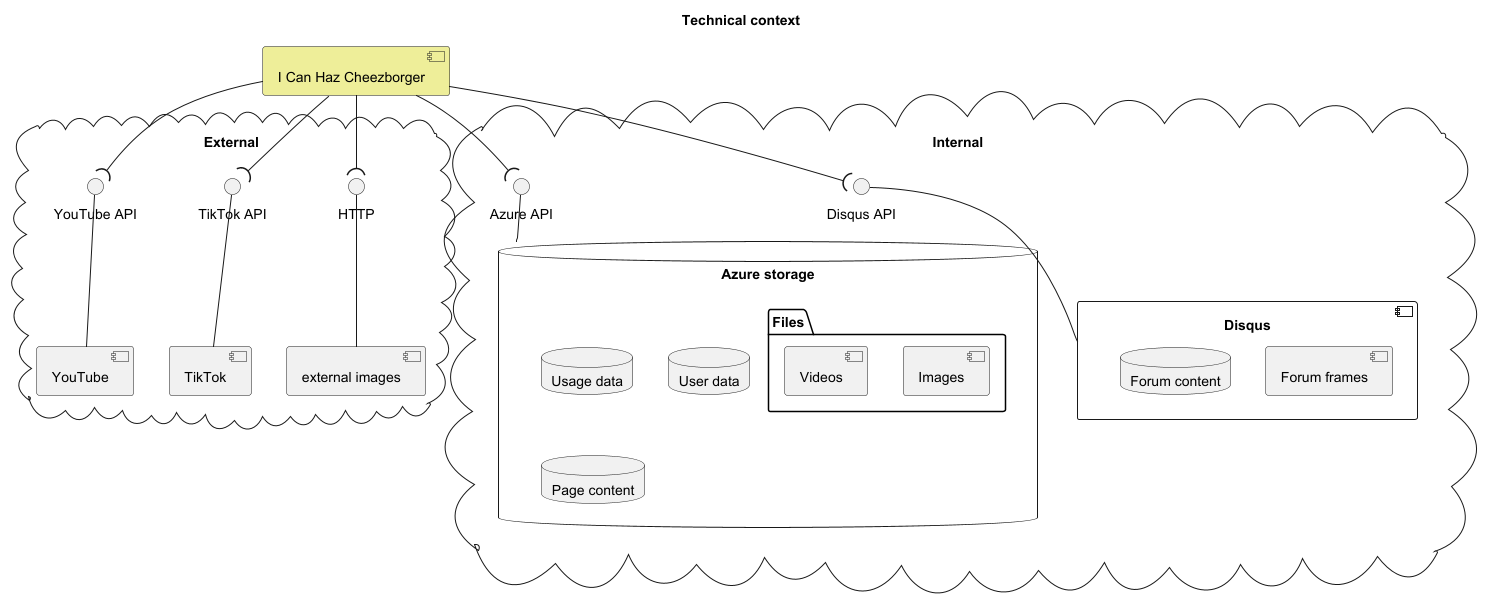 Technical context
I Can Haz Cheezborger
External
Internal
YouTube API
TikTok API
HTTP
Azure API
Disqus API
Azure storage
Files
Disqus
YouTube
TikTok
external images
Usage data
User data
Videos
Images
Forum content
Forum frames
Page content